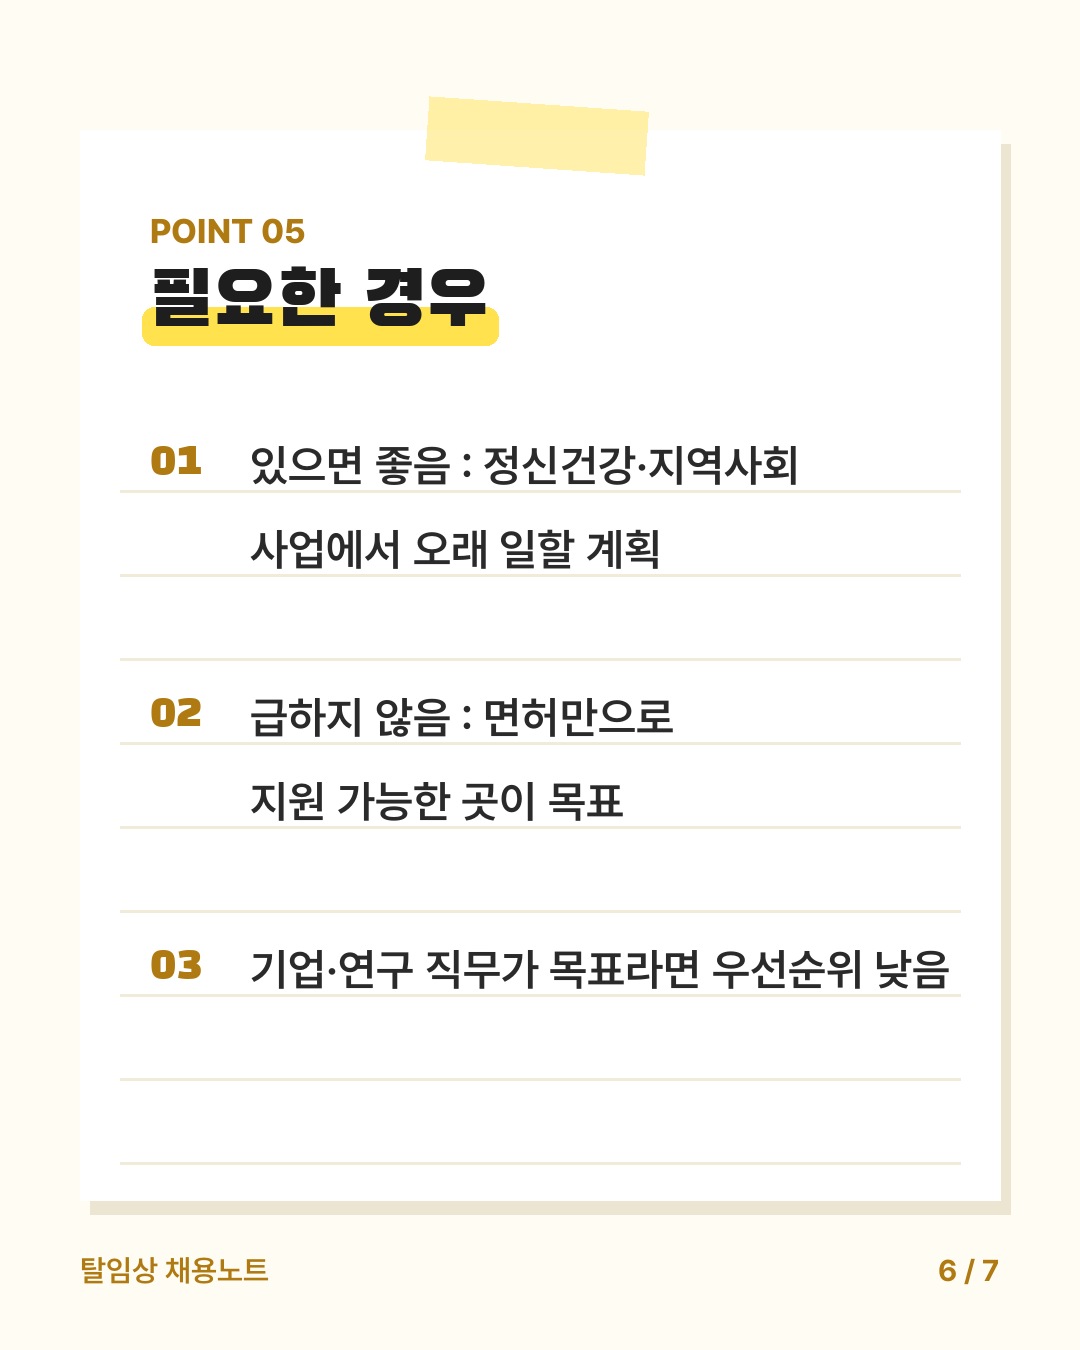 POINT 05
필요한 경우
01 있으면 좋음 : 정신건강·지역사회
사업에서 오래 일할 계획
02 급하지 않음 : 면허만으로
지원 가능한 곳이 목표
03 기업·연구 직무가 목표라면 우선순위 낮음
탈임상 채용노트
6 / 7